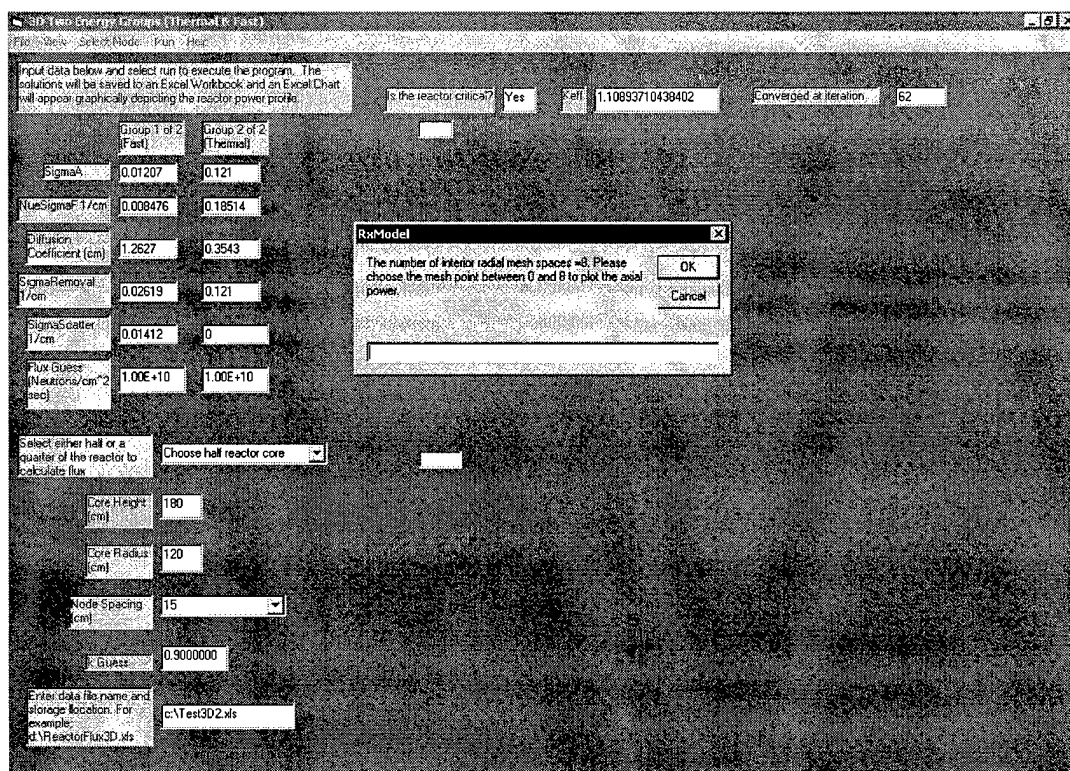 3D Two Energy Groups (Thermal & Fast)
File View Select Model Run Help
Input data below and select run to execute the program. The
solutions will be saved to an Excel Workbook and an Excel Chart
will appear graphically depicting the reactor power profile.
Is the reactor critical? Yes Keff 1.10893710438402 Converged at iteration 62
Group 1 of 2
(Fast)
Group 2 of 2
(Thermal)
SigmaA 0.01207 0.121
NueSigmaF 1/cm 0.008476 0.18514
Diffusion
Coefficient (cm) 1.2627 0.3543
SigmaRemoval
1/cm 0.02619 0.121
SigmaScatter
1/cm 0.01412 0
Flux Guess
(Neutrons/cm^2
sec) 1.00E+10 1.00E+10
RxModel
The number of interior radial mesh spaces =8. Please
choose the mesh point between 0 and 8 to plot the axial
power.
OK
Cancel
Select either half or a
quarter of the reactor to
calculate flux
Choose half reactor core
Core Height
(cm) 180
Core Radius
(cm) 120
Node Spacing
(cm) 15
k Guess 0.9000000
Enter data file name and
storage llocation. For
example;
d:\ReactorFlux3D.xls
c:\Test3D2.xls